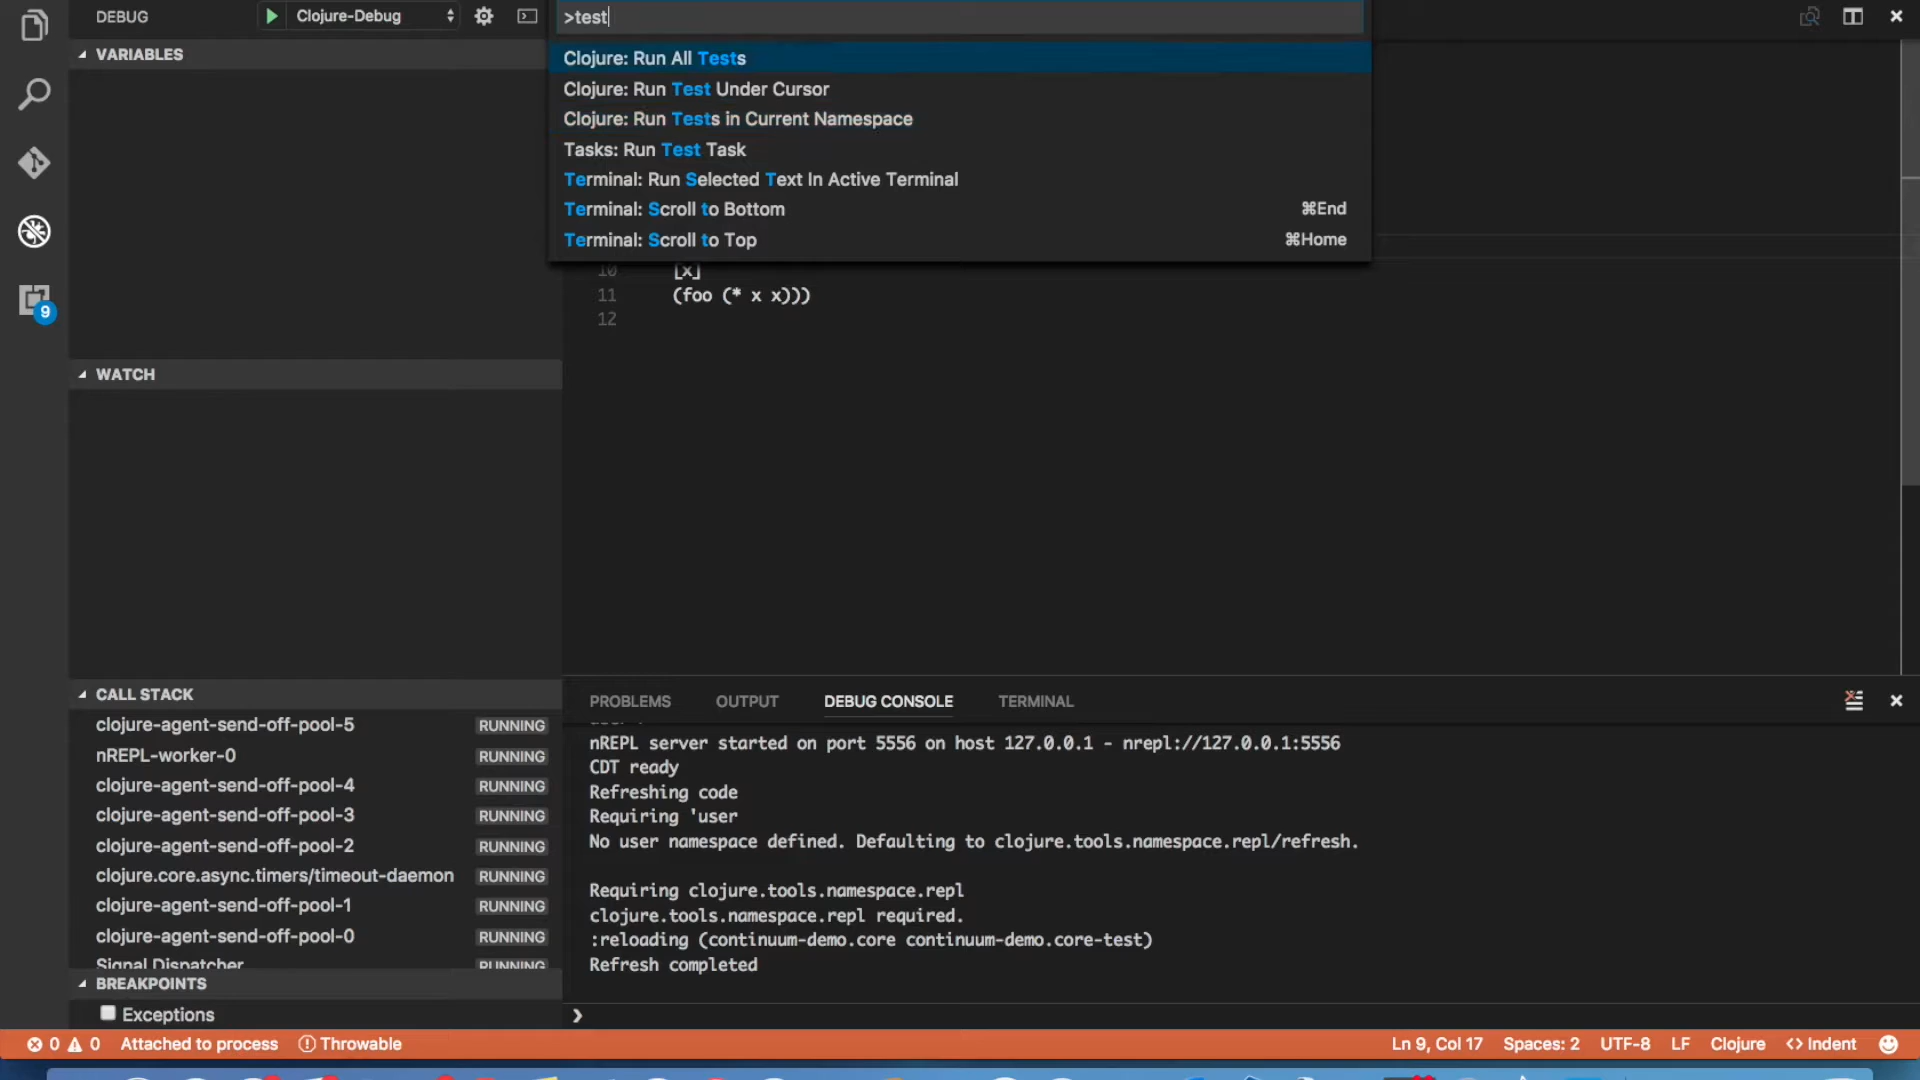 DEBUG
Clojure-Debug
>test
VARIABLES
Clojure: Run All Tests
Clojure: Run Test Under Cursor
Clojure: Run Tests in Current Namespace
Tasks: Run Test Task
Terminal: Run Selected Text In Active Terminal
Terminal: Scroll to Bottom ⌘End
Terminal: Scroll to Top ⌘Home
10 [x]
11 (foo (* x x)))
12
9
WATCH
CALL STACK
clojure-agent-send-off-pool-5 RUNNING
nREPL-worker-0 RUNNING
clojure-agent-send-off-pool-4 RUNNING
clojure-agent-send-off-pool-3 RUNNING
clojure-agent-send-off-pool-2 RUNNING
clojure.core.async.timers/timeout-daemon RUNNING
clojure-agent-send-off-pool-1 RUNNING
clojure-agent-send-off-pool-0 RUNNING
Signal Dispatcher RUNNING
BREAKPOINTS
Exceptions
PROBLEMS OUTPUT DEBUG CONSOLE TERMINAL
nREPL server started on port 5556 on host 127.0.0.1 - nrepl://127.0.0.1:5556
CDT ready
Refreshing code
Requiring 'user
No user namespace defined. Defaulting to clojure.tools.namespace.repl/refresh.
Requiring clojure.tools.namespace.repl
clojure.tools.namespace.repl required.
:reloading (continuum-demo.core continuum-demo.core-test)
Refresh completed
❯
0 0 Attached to process Throwable Ln 9, Col 17 Spaces: 2 UTF-8 LF Clojure <> Indent